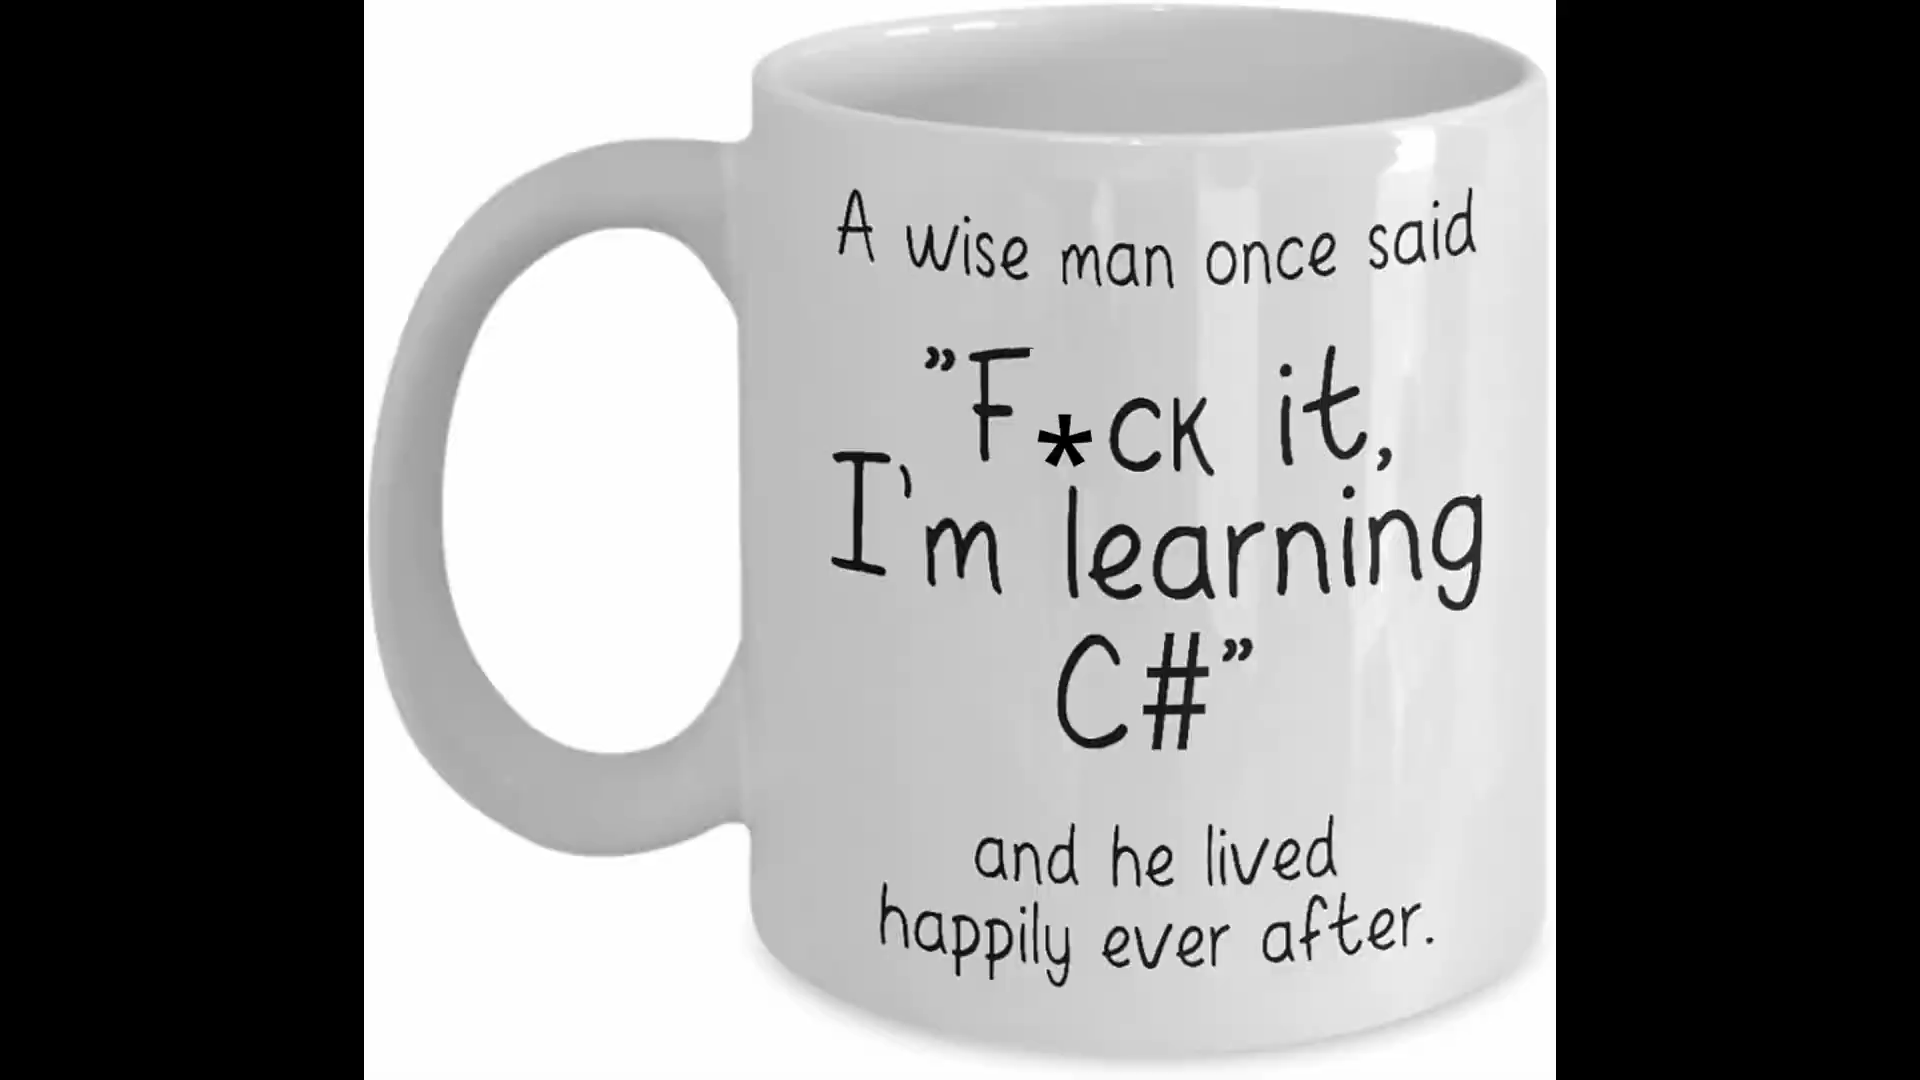 A wise man once said
”F*ck it,
I'm learning
C#”
and he lived
happily ever after.